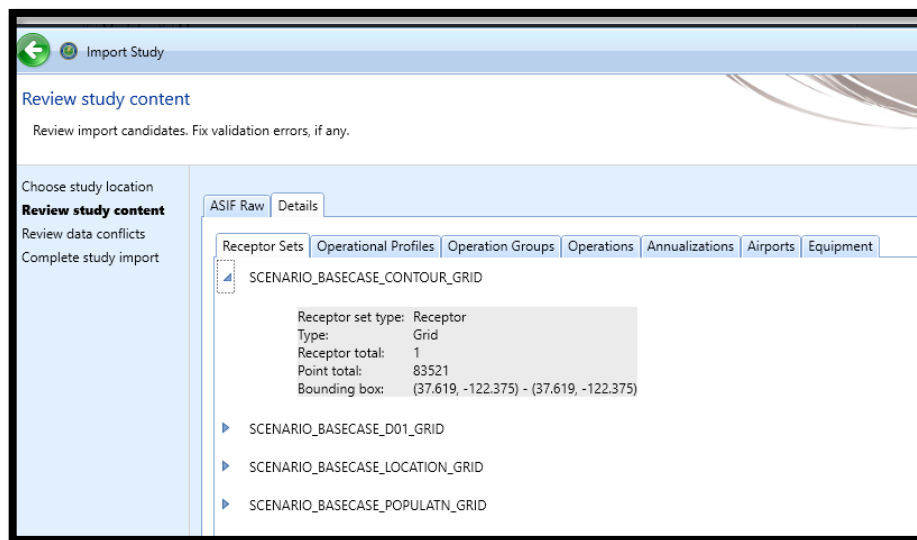 Import Study
Review study content
Review import candidates. Fix validation errors, if any.
Choose study location
Review study content
Review data conflicts
Complete study import
ASIF Raw Details
Receptor Sets Operational Profiles Operation Groups Operations Annualizations Airports Equipment
SCENARIO_BASECASE_CONTOUR_GRID
Receptor set type: Receptor
Type: Grid
Receptor total: 1
Point total: 83521
Bounding box: (37.619, -122.375) - (37.619, -122.375)
SCENARIO_BASECASE_D01_GRID
SCENARIO_BASECASE_LOCATION_GRID
SCENARIO_BASECASE_POPULATN_GRID